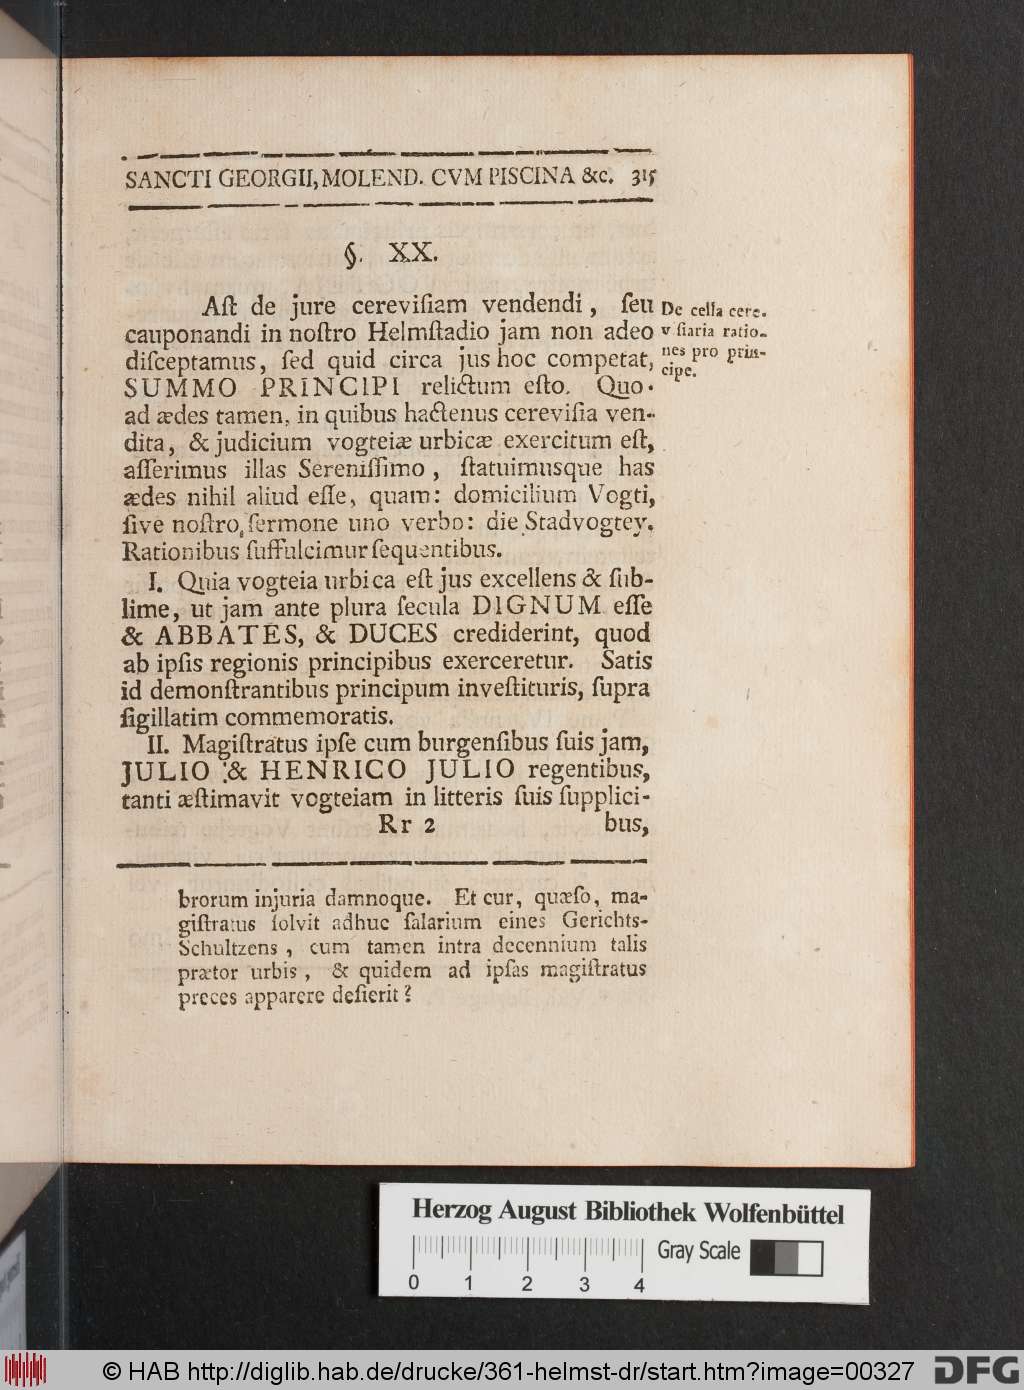 SANCTI GEORGII, MOLEND. CVM PISCINA &c. 315
§. XX.
Aſt de jure cereviſiam vendendi, ſeu
cauponandi in noſtro Helmſtadio jam non adeo
diſceptamus, ſed quid circa jus hoc competat,
SUMMO PRINCIPI relictum eſto. Quo-
ad ædes tamen, in quibus hactenus cereviſia ven-
dita, & judicium vogteiæ urbicæ exercitum eſt,
aſſerimus illas Sereniſſimo, ſtatuimusque has
ædes nihil aliud eſſe, quam: domicilium Vogti,
ſive noſtro ſermone uno verbo: die Stadvogtey.
Rationibus ſuffulcimur ſequentibus.
I. Quia vogteia urbica eſt jus excellens & ſub-
lime, ut jam ante plura ſecula DIGNUM eſſe
& ABBATES, & DUCES crediderint, quod
ab ipſis regionis principibus exerceretur. Satis
id demonſtrantibus principum inveſtituris, ſupra
ſigillatim commemoratis.
II. Magiſtratus ipſe cum burgenſibus ſuis jam,
JULIO & HENRICO JULIO regentibus,
tanti æſtimavit vogteiam in litteris ſuis ſupplici-
Rr 2 bus,
De cella cere-
v ſiaria ratio-
nes pro prin-
cipe.
brorum injuria damnoque. Et cur, quæſo, ma-
giſtratus ſolvit adhuc ſalarium eines Gerichts-
Schultzens, cum tamen intra decennium talis
prætor urbis, & quidem ad ipſas magiſtratus
preces apparere deſierit?
Herzog August Bibliothek Wolfenbüttel
Gray Scale
0 1 2 3 4
© HAB http://diglib.hab.de/drucke/361-helmst-dr/start.htm?image=00327
DFG